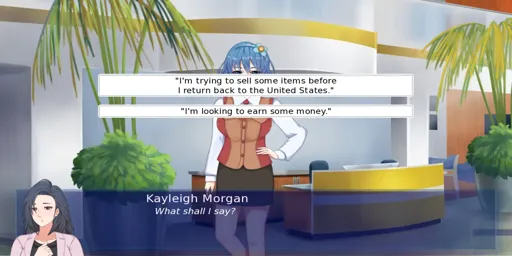 "I'm trying to sell some items before
I return back to the United States."
"I'm looking to earn some money."
Kayleigh Morgan
What shall I say?